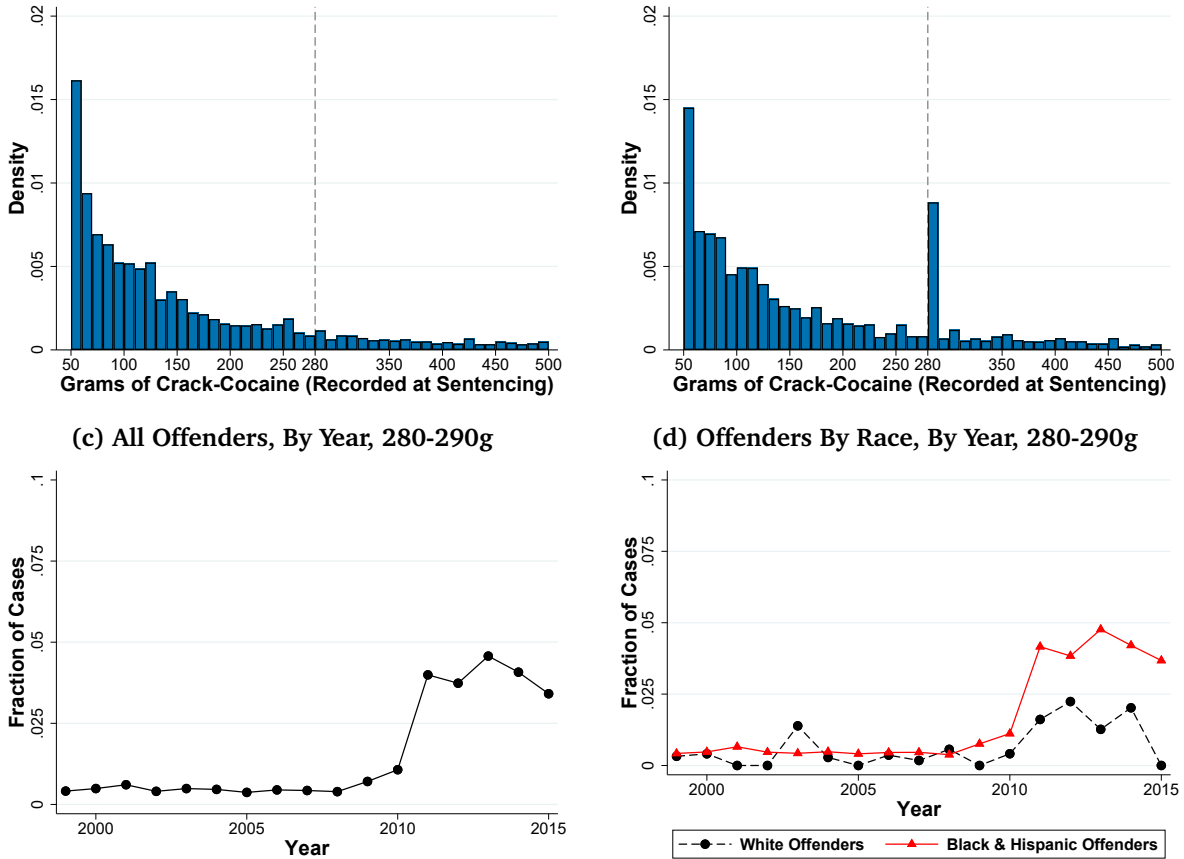 .02
.015
.01
.005
0
Density
50 100 150 200 250 280 350 400 450 500
Grams of Crack-Cocaine (Recorded at Sentencing)
.02
.015
.01
.005
0
Density
50 100 150 200 250 280 350 400 450 500
Grams of Crack-Cocaine (Recorded at Sentencing)
(c) All Offenders, By Year, 280-290g
.1
.075
.05
.025
0
Fraction of Cases
2000 2005 2010 2015
Year
(d) Offenders By Race, By Year, 280-290g
.1
.075
.05
.025
0
Fraction of Cases
2000 2005 2010 2015
Year
White Offenders Black & Hispanic Offenders